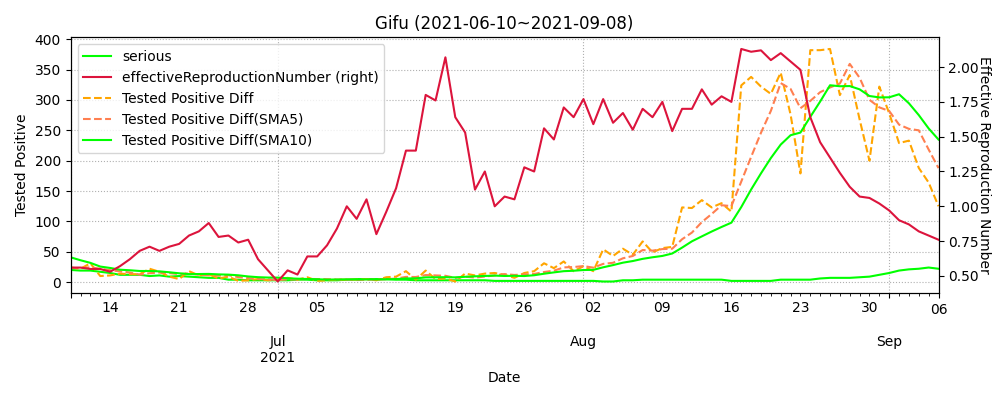 Gifu (2021-06-10~2021-09-08)
serious
effectiveReproductionNumber (right)
Tested Positive Diff
Tested Positive Diff(SMA5)
Tested Positive Diff(SMA10)
Tested Positive
400
350
300
250
200
150
100
50
0
Effective Reproduction Number
2.00
1.75
1.50
1.25
1.00
0.75
0.50
14 21 28 05 12 19 26 02 09 16 23 30 06
Jul Aug Sep
2021
Date